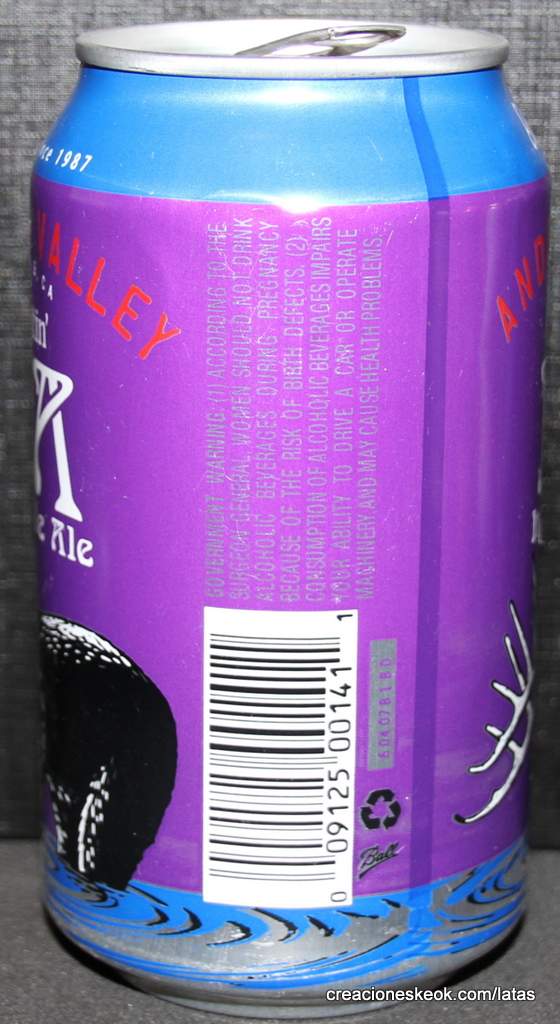 ce 1987
VALLEY
, CA
in'
A
e Ale
GOVERNMENT WARNING: (1) ACCORDING TO THE
SURGEON GENERAL, WOMEN SHOULD NOT DRINK
ALCOHOLIC BEVERAGES DURING PREGNANCY
BECAUSE OF THE RISK OF BIRTH DEFECTS. (2)
CONSUMPTION OF ALCOHOLIC BEVERAGES IMPAIRS
YOUR ABILITY TO DRIVE A CAR OR OPERATE
MACHINERY AND MAY CAUSE HEALTH PROBLEMS.
0 09125 00141 1
Ball
AND
creacioneskeok.com/latas